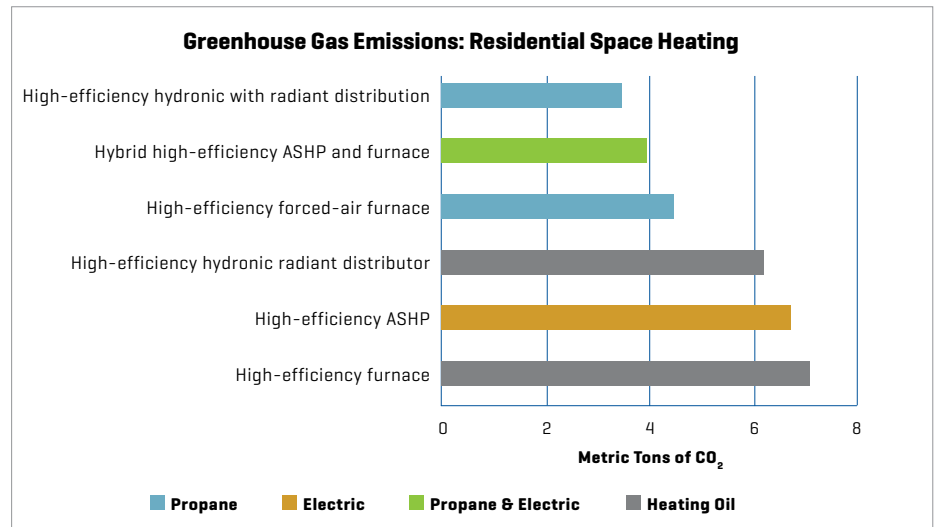 Greenhouse Gas Emissions: Residential Space Heating
High-efficiency hydronic with radiant distribution
Hybrid high-efficiency ASHP and furnace
High-efficiency forced-air furnace
High-efficiency hydronic radiant distributor
High-efficiency ASHP
High-efficiency furnace
0 2 4 6 8
Metric Tons of CO₂
Propane Electric Propane & Electric Heating Oil